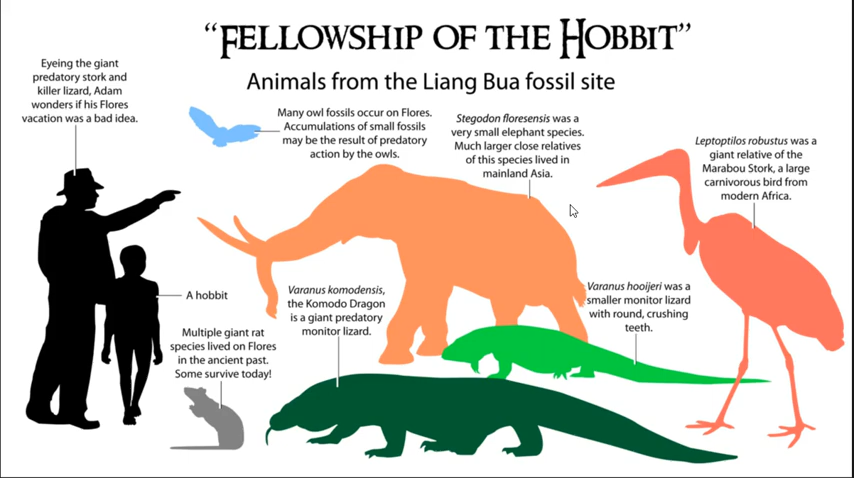 “FELLOWSHIP OF THE HOBBIT”
Animals from the Liang Bua fossil site
Eyeing the giant
predatory stork and
killer lizard, Adam
wonders if his Flores
vacation was a bad idea.
Many owl fossils occur on Flores.
Accumulations of small fossils
may be the result of predatory
action by the owls.
Stegodon floresensis was a
very small elephant species.
Much larger close relatives
of this species lived in
mainland Asia.
Leptoptilos robustus was a
giant relative of the
Marabou Stork, a large
carnivorous bird from
modern Africa.
A hobbit
Multiple giant rat
species lived on Flores
in the ancient past.
Some survive today!
Varanus komodensis,
the Komodo Dragon
is a giant predatory
monitor lizard.
Varanus hooijeri was a
smaller monitor lizard
with round, crushing
teeth.